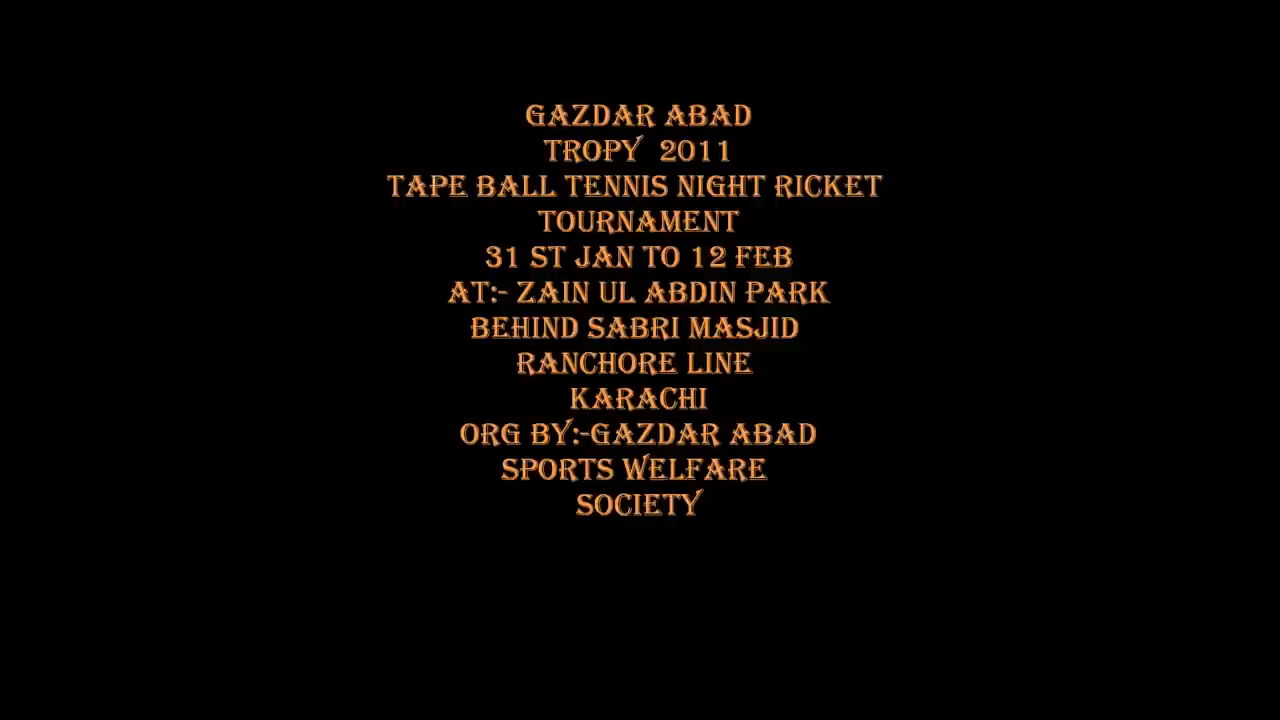 GAZDAR ABAD
TROPY 2011
TAPE BALL TENNIS NIGHT RICKET
TOURNAMENT
31 ST JAN TO 12 FEB
AT:- ZAIN UL ABDIN PARK
BEHIND SABRI MASJID
RANCHORE LINE
KARACHI
ORG BY:-GAZDAR ABAD
SPORTS WELFARE
SOCIETY